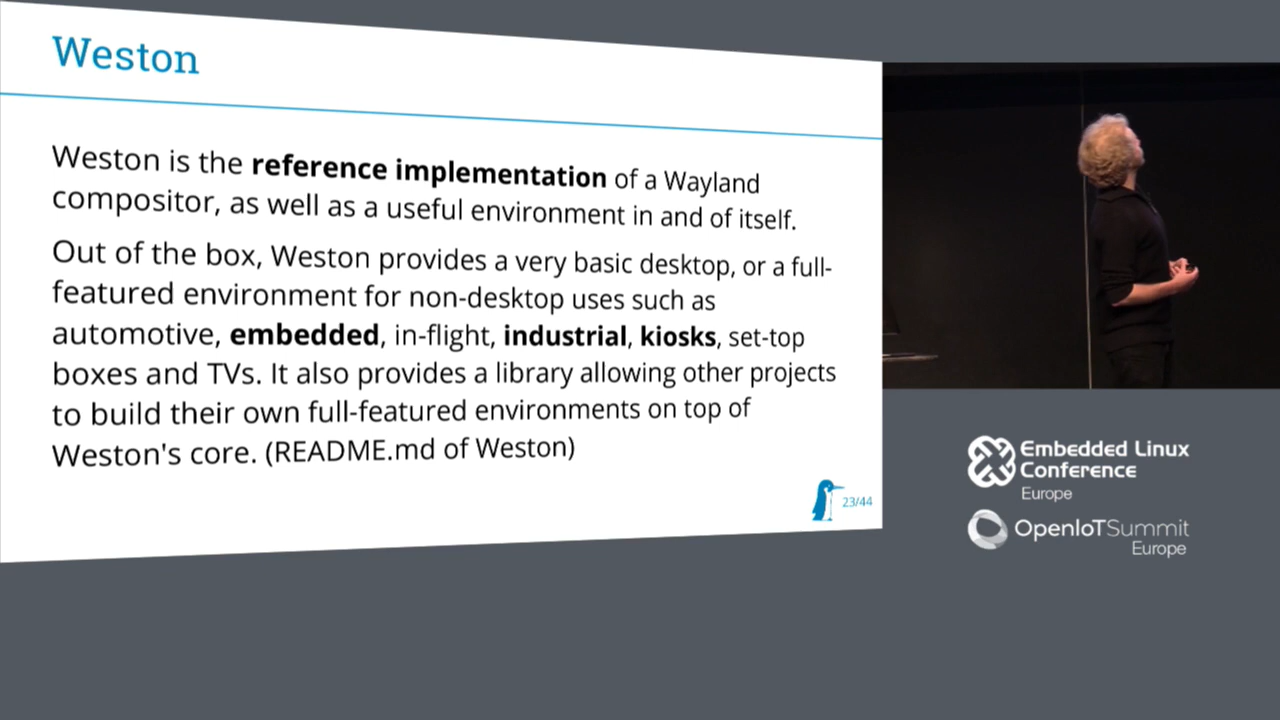 Weston
Weston is the reference implementation of a Wayland
compositor, as well as a useful environment in and of itself.
Out of the box, Weston provides a very basic desktop, or a full-
featured environment for non-desktop uses such as
automotive, embedded, in-flight, industrial, kiosks, set-top
boxes and TVs. It also provides a library allowing other projects
to build their own full-featured environments on top of
Weston's core. (README.md of Weston)
23/44
Embedded Linux
Conference
Europe
OpenIoTSummit
Europe